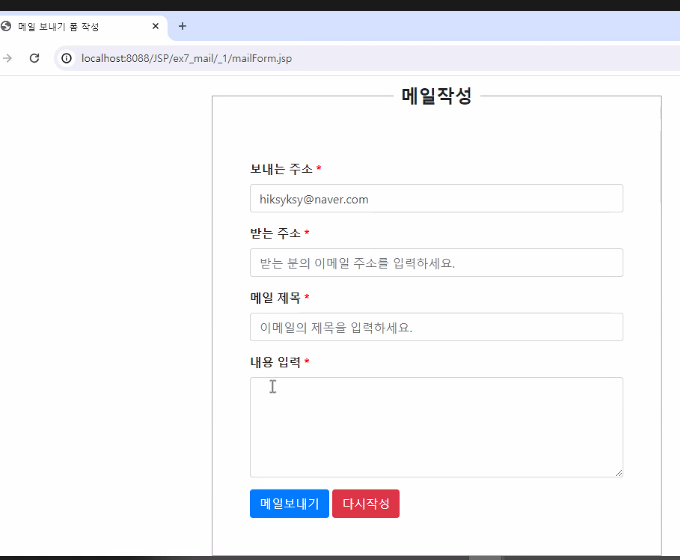 메일 보내기 폼 작성
localhost:8088/JSP/ex7_mail/_1/mailForm.jsp
메일작성
보내는 주소 *
hiksyksy@naver.com
받는 주소 *
받는 분의 이메일 주소를 입력하세요.
메일 제목 *
이메일의 제목을 입력하세요.
내용 입력 *
메일보내기 다시작성